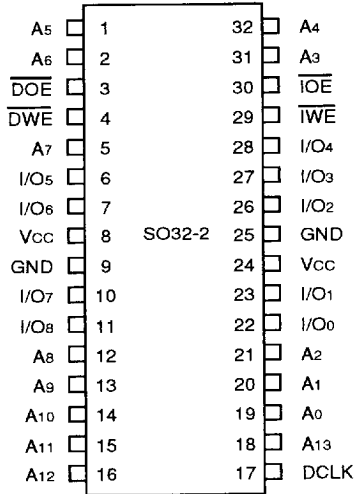 A5 1 32 A4
A6 2 31 A3
DOE 3 30 IOE
DWE 4 29 IWE
A7 5 28 I/O4
I/O5 6 27 I/O3
I/O6 7 26 I/O2
VCC 8 SO32-2 25 GND
GND 9 24 VCC
I/O7 10 23 I/O1
I/O8 11 22 I/O0
A8 12 21 A2
A9 13 20 A1
A10 14 19 A0
A11 15 18 A13
A12 16 17 DCLK